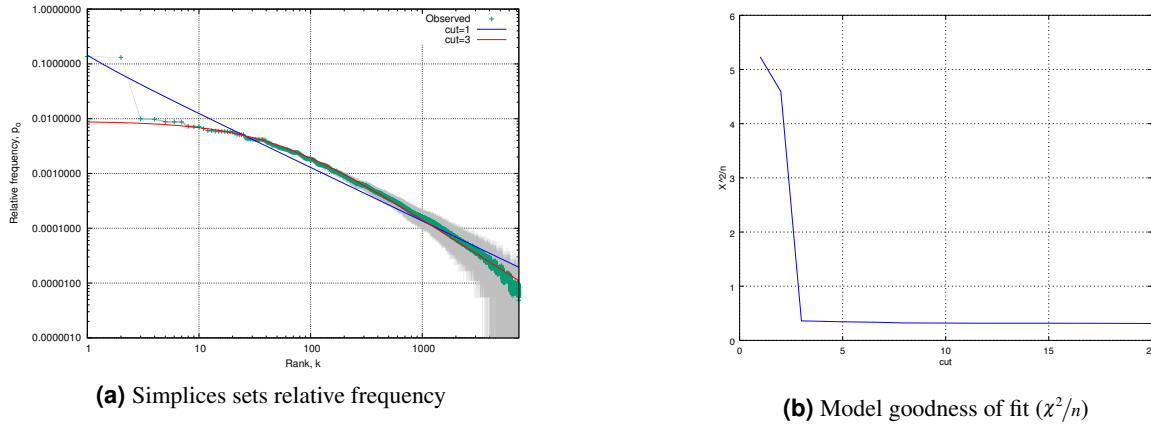 1.0000000
0.1000000
0.0100000
0.0010000
0.0001000
0.0000100
0.0000010
Relative frequency, p_o
Observed
cut=1
cut=3
1 10 100 1000
Rank, k
(a) Simplices sets relative frequency
6
5
4
3
2
1
0
X^2/n
0 5 10 15 20
cut
(b) Model goodness of fit (χ²/n)